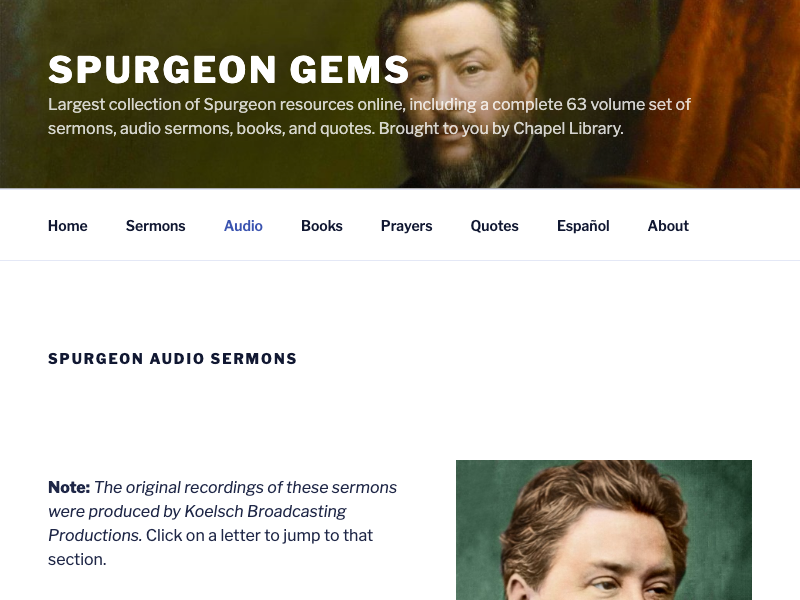 SPURGEON GEMS
Largest collection of Spurgeon resources online, including a complete 63 volume set of
sermons, audio sermons, books, and quotes. Brought to you by Chapel Library.
Home Sermons Audio Books Prayers Quotes Español About
SPURGEON AUDIO SERMONS
Note: The original recordings of these sermons
were produced by Koelsch Broadcasting
Productions. Click on a letter to jump to that
section.